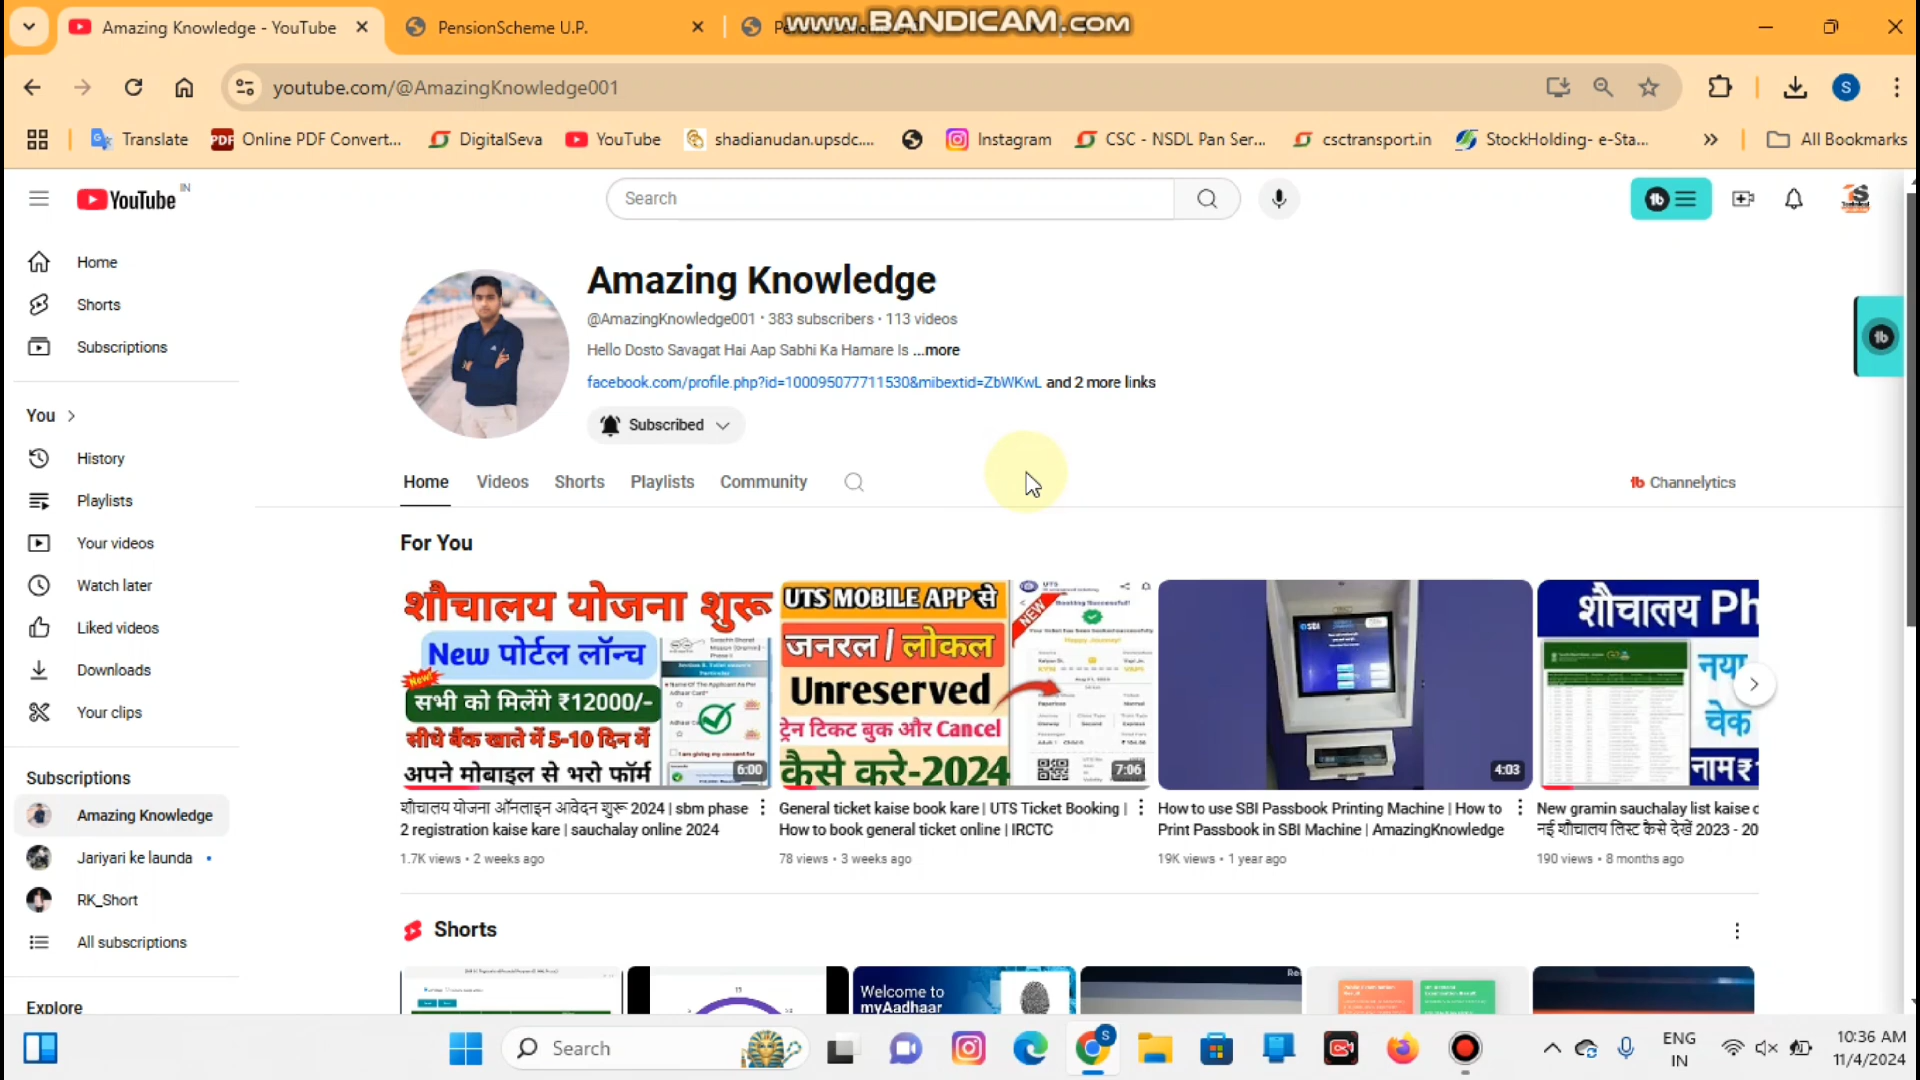 Amazing Knowledge - YouTube
PensionScheme U.P.
www.BANDICAM.com
youtube.com/@AmazingKnowledge001
S
Translate
Online PDF Convert...
DigitalSeva
YouTube
shadianudan.upsdc....
Instagram
CSC - NSDL Pan Ser...
csctransport.in
StockHolding- e-Sta...
All Bookmarks
YouTube IN
Search
Home
Shorts
Subscriptions
You
History
Playlists
Your videos
Watch later
Liked videos
Downloads
Your clips
Subscriptions
Amazing Knowledge
Jariyari ke launda
RK_Short
All subscriptions
Explore
Amazing Knowledge
@AmazingKnowledge001 • 383 subscribers • 113 videos
Hello Dosto Savagat Hai Aap Sabhi Ka Hamare Is ...more
facebook.com/profile.php?id=100095077711530&mibextid=ZbWKwL and 2 more links
Subscribed
Home Videos Shorts Playlists Community
Channelytics
For You
शौचालय योजना शुरू
New पोर्टल लॉन्च
New!
सभी को मिलेंगे ₹12000/-
सीधे बैंक खाते में 5-10 दिन में
अपने मोबाइल से भरो फॉर्म
6:00
शौचालय योजना ऑनलाइन आवेदन शुरू 2024 | sbm phase
2 registration kaise kare | sauchalay online 2024
1.7K views • 2 weeks ago
UTS MOBILE APP से
जनरल / लोकल
Unreserved
ट्रेन टिकट बुक और Cancel
कैसे करे-2024
NEW
UTS
7:06
General ticket kaise book kare | UTS Ticket Booking |
How to book general ticket online | IRCTC
78 views • 3 weeks ago
SBI
4:03
How to use SBI Passbook Printing Machine | How to
Print Passbook in SBI Machine | AmazingKnowledge
19K views • 1 year ago
शौचालय Ph
नया
चेक
नाम ₹
New gramin sauchalay list kaise
नई शौचालय लिस्ट कैसे देखें 2023 - 20
190 views • 8 months ago
Shorts
Welcome to
myAadhaar
Search
ENG
IN
10:36 AM
11/4/2024